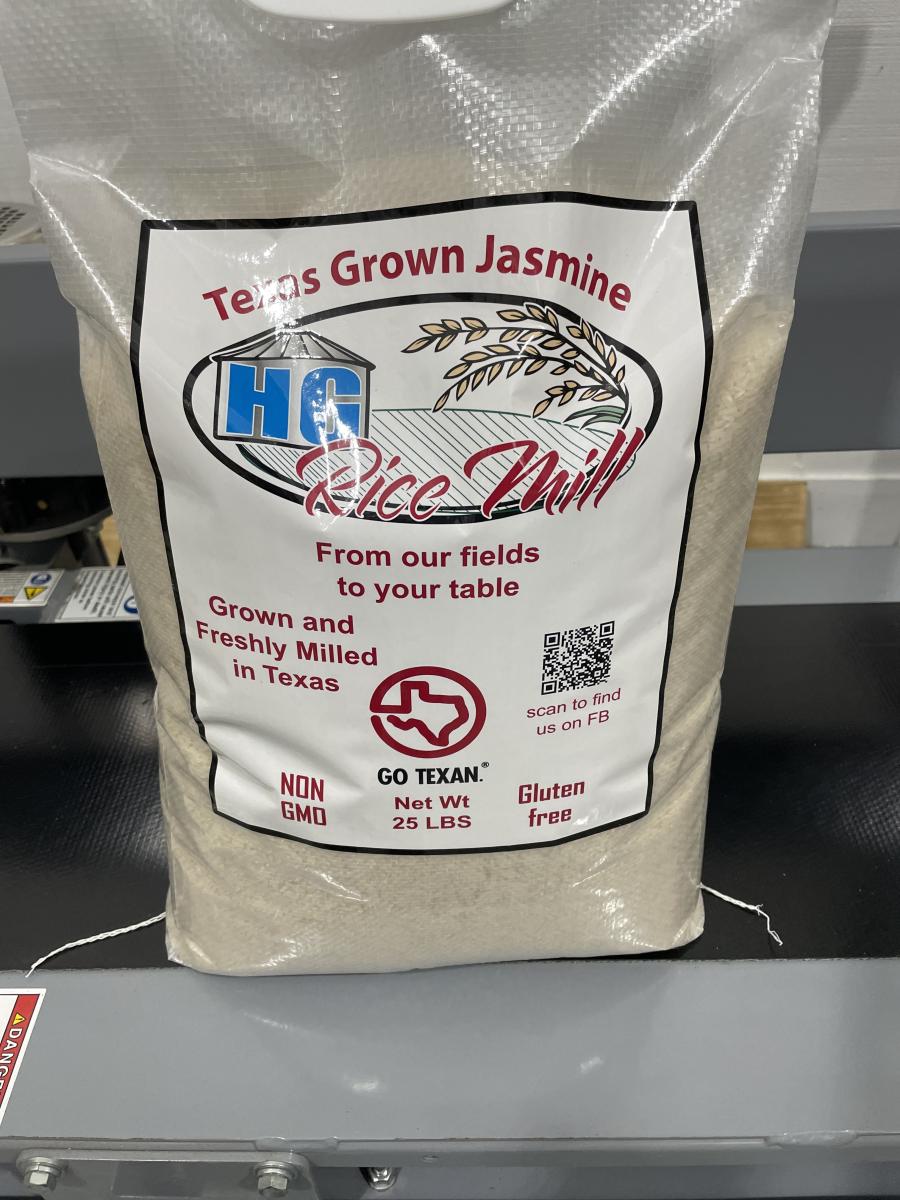 Texas Grown Jasmine
HG
Rice Mill
From our fields
to your table
Grown and
Freshly Milled
in Texas
scan to find
us on FB
GO TEXAN.®
NON
GMO
Net Wt
25 LBS
Gluten
free
DANGER